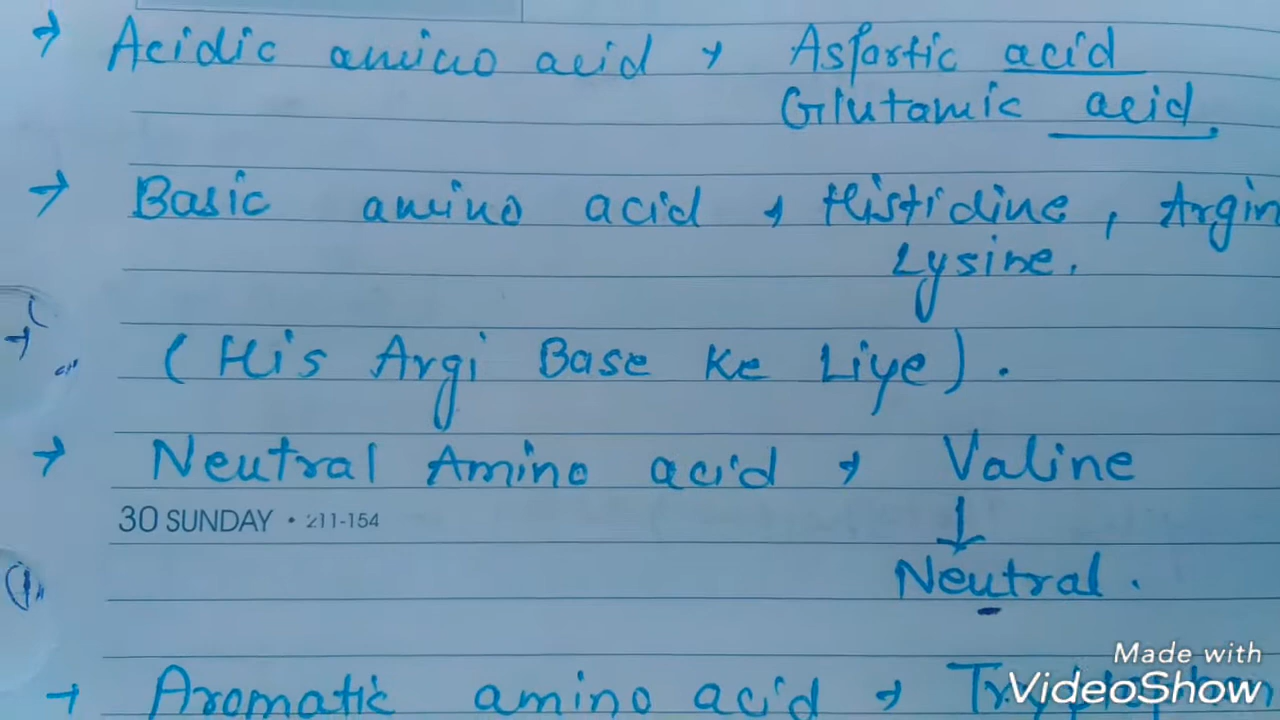 → Acidic amino acid → Aspartic acid
Glutamic acid.
→ Basic amino acid → Histidine, Argin
Lysine.
(His Argi Base Ke Liye).
→ Neutral Amino acid → Valine
↓
30 SUNDAY • 211-154
Neutral.
→ Aromatic amino acid →
Made with
VideoShow